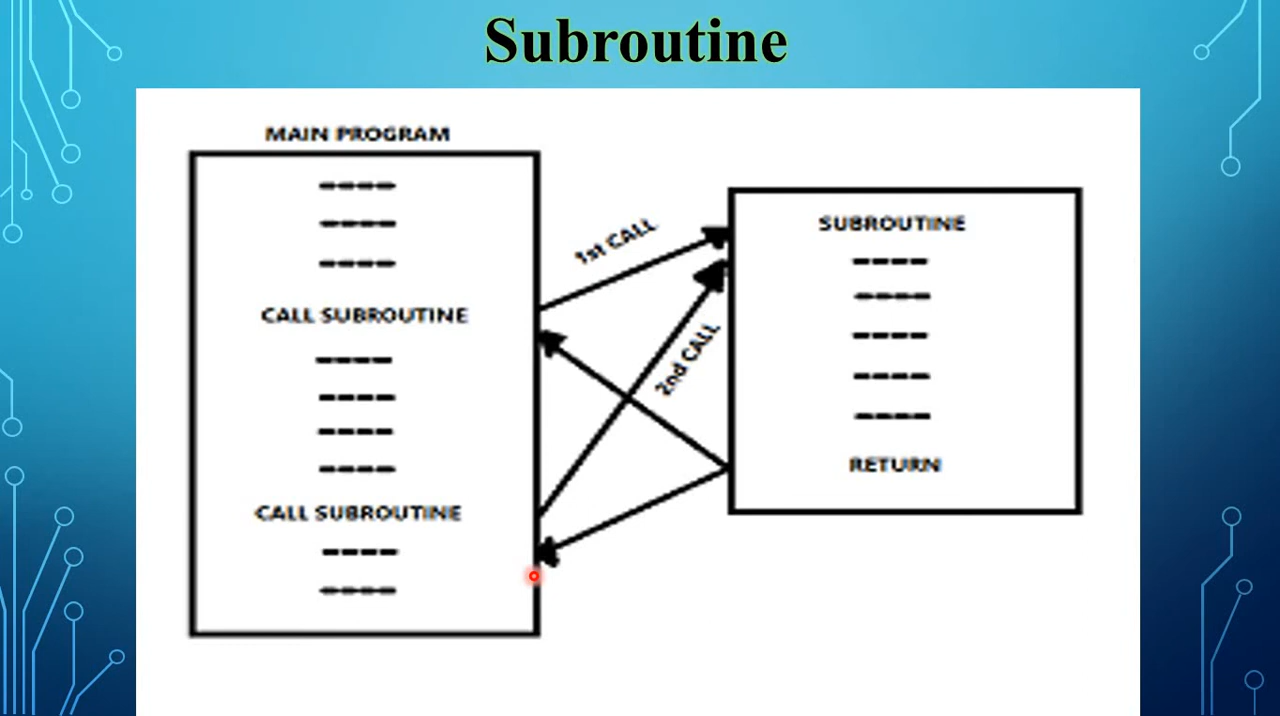 Subroutine
MAIN PROGRAM
----
----
----
CALL SUBROUTINE
----
----
----
----
CALL SUBROUTINE
----
----
1st CALL
2nd CALL
SUBROUTINE
----
----
----
----
----
RETURN